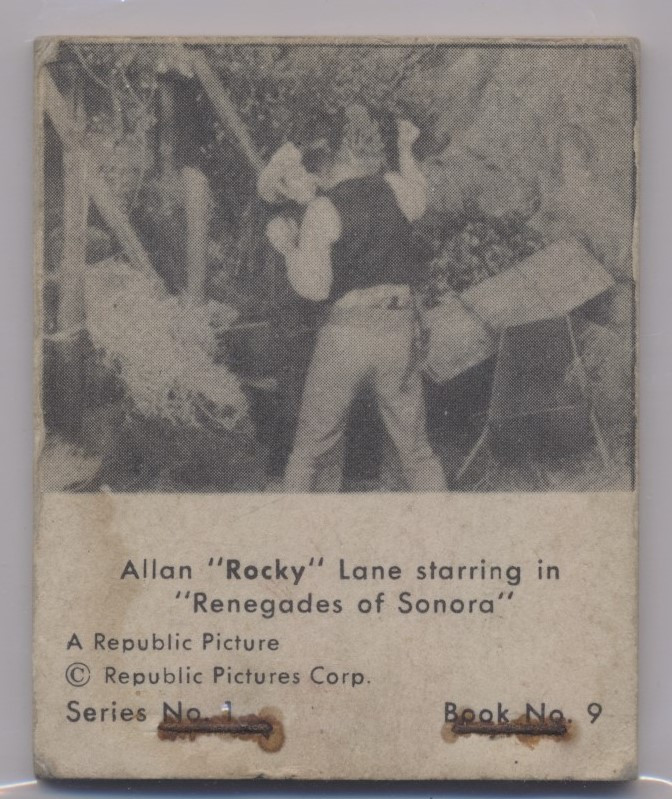 Allan "Rocky" Lane starring in
"Renegades of Sonora"
A Republic Picture
© Republic Pictures Corp.
Series No. 1
Book No. 9